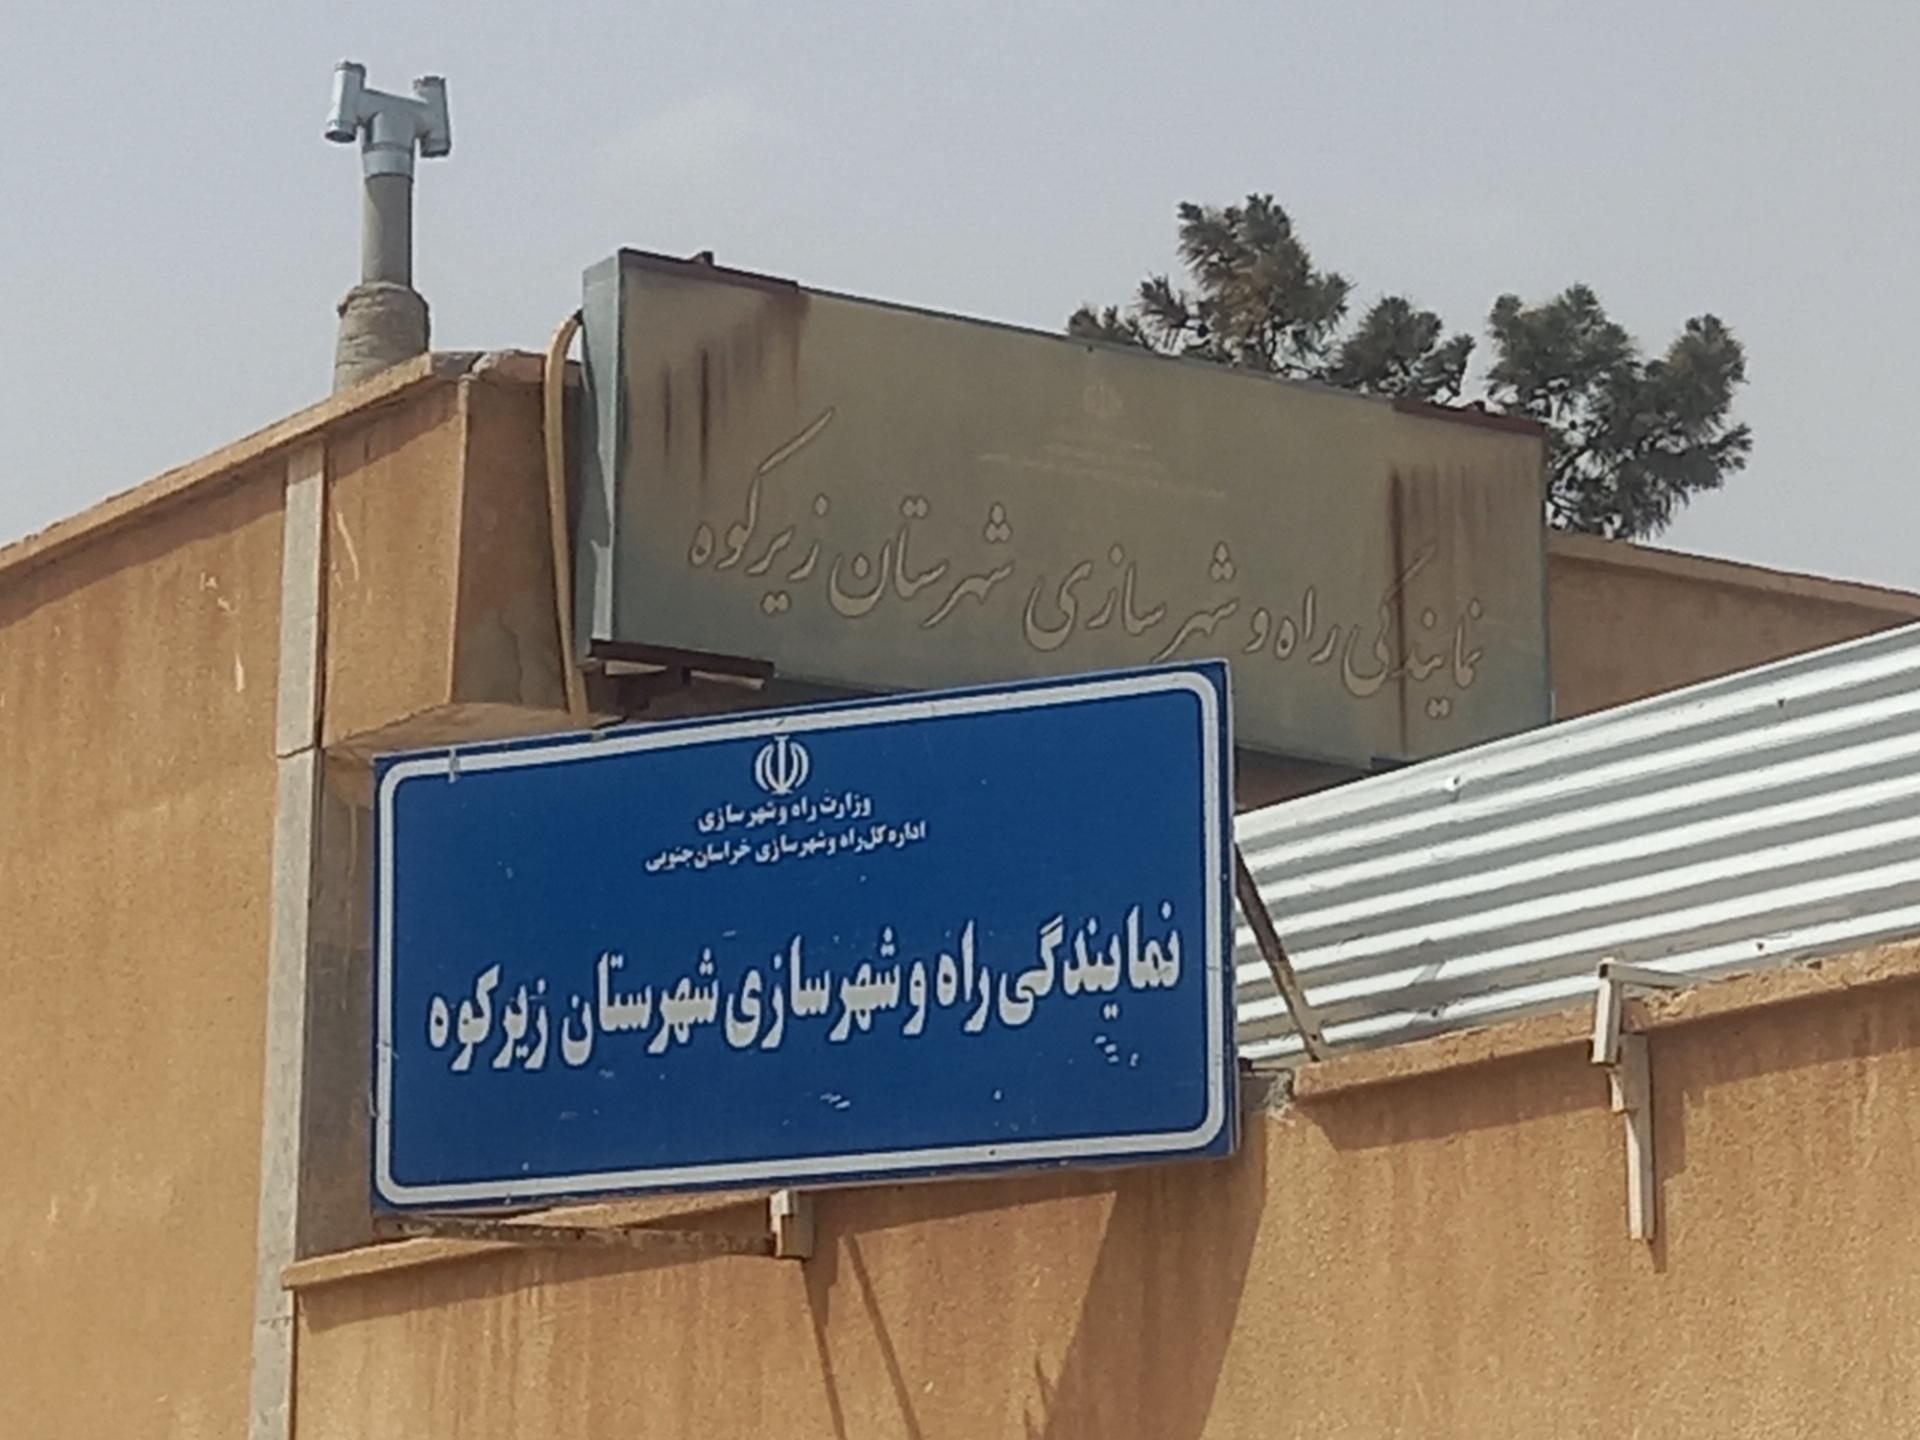 نمایندگی راه و شهرسازی شهرستان زیرکوه
وزارت راه و شهرسازی
اداره کل راه و شهرسازی خراسان جنوبی
نمایندگی راه و شهرسازی شهرستان زیرکوه